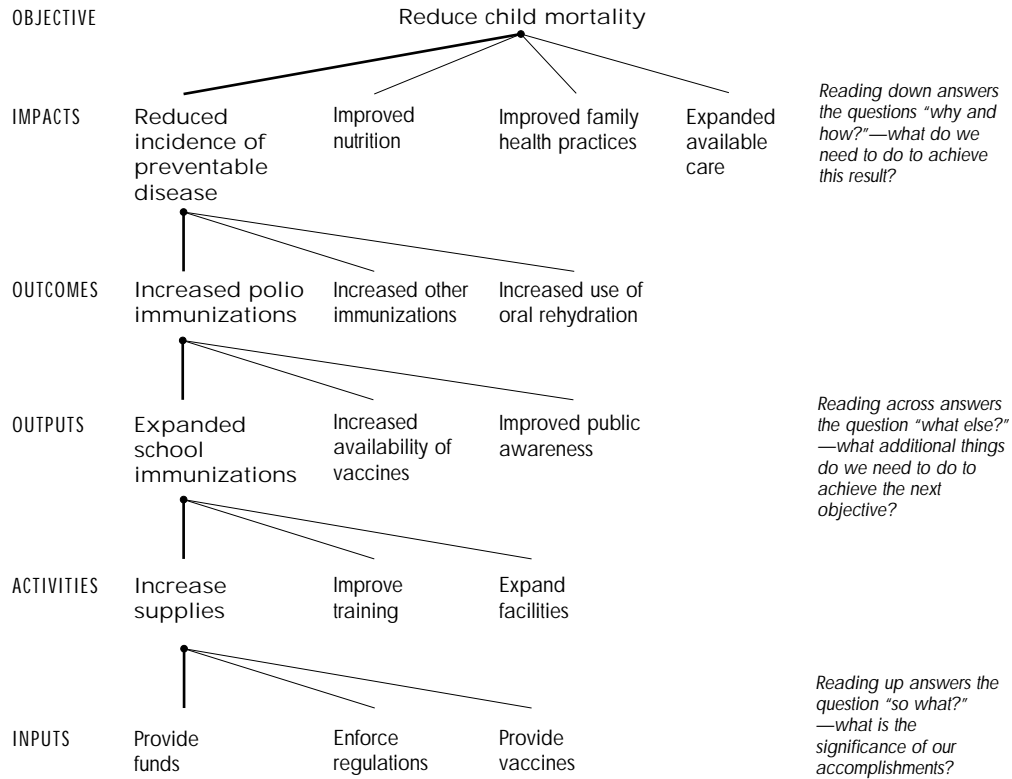 OBJECTIVE
Reduce child mortality
IMPACTS
Reduced
incidence of
preventable
disease
Improved
nutrition
Improved family
health practices
Expanded
available
care
Reading down answers
the questions "why and
how?"—what do we
need to do to achieve
this result?
OUTCOMES
Increased polio
immunizations
Increased other
immunizations
Increased use of
oral rehydration
OUTPUTS
Expanded
school
immunizations
Increased
availability of
vaccines
Improved public
awareness
Reading across answers
the question "what else?"
—what additional things
do we need to do to
achieve the next
objective?
ACTIVITIES
Increase
supplies
Improve
training
Expand
facilities
INPUTS
Provide
funds
Enforce
regulations
Provide
vaccines
Reading up answers the
question "so what?"
—what is the
significance of our
accomplishments?